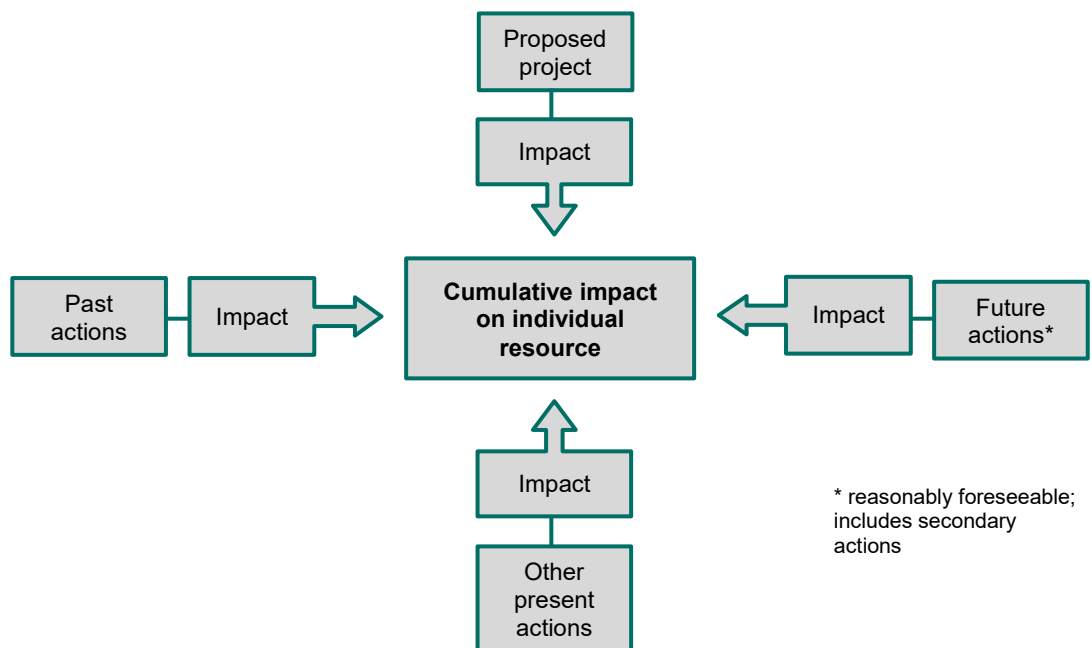 Proposed
project
Impact
Past
actions
Impact
Cumulative impact
on individual
resource
Impact
Future
actions*
Impact
Other
present
actions
* reasonably foreseeable;
includes secondary
actions